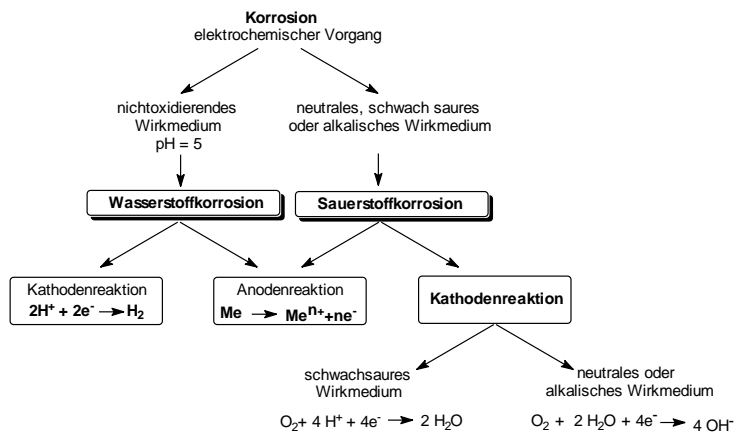 Korrosion
elektrochemischer Vorgang
nichtoxidierendes
Wirkmedium
pH = 5
neutrales, schwach saures
oder alkalisches Wirkmedium
Wasserstoffkorrosion
Sauerstoffkorrosion
Kathodenreaktion
2H⁺ + 2e⁻ → H₂
Anodenreaktion
Me → Meⁿ⁺+ne⁻
Kathodenreaktion
schwachsaures
Wirkmedium
O₂+ 4 H⁺ + 4e⁻ → 2 H₂O
neutrales oder
alkalisches Wirkmedium
O₂ + 2 H₂O + 4e⁻ → 4 OH⁻